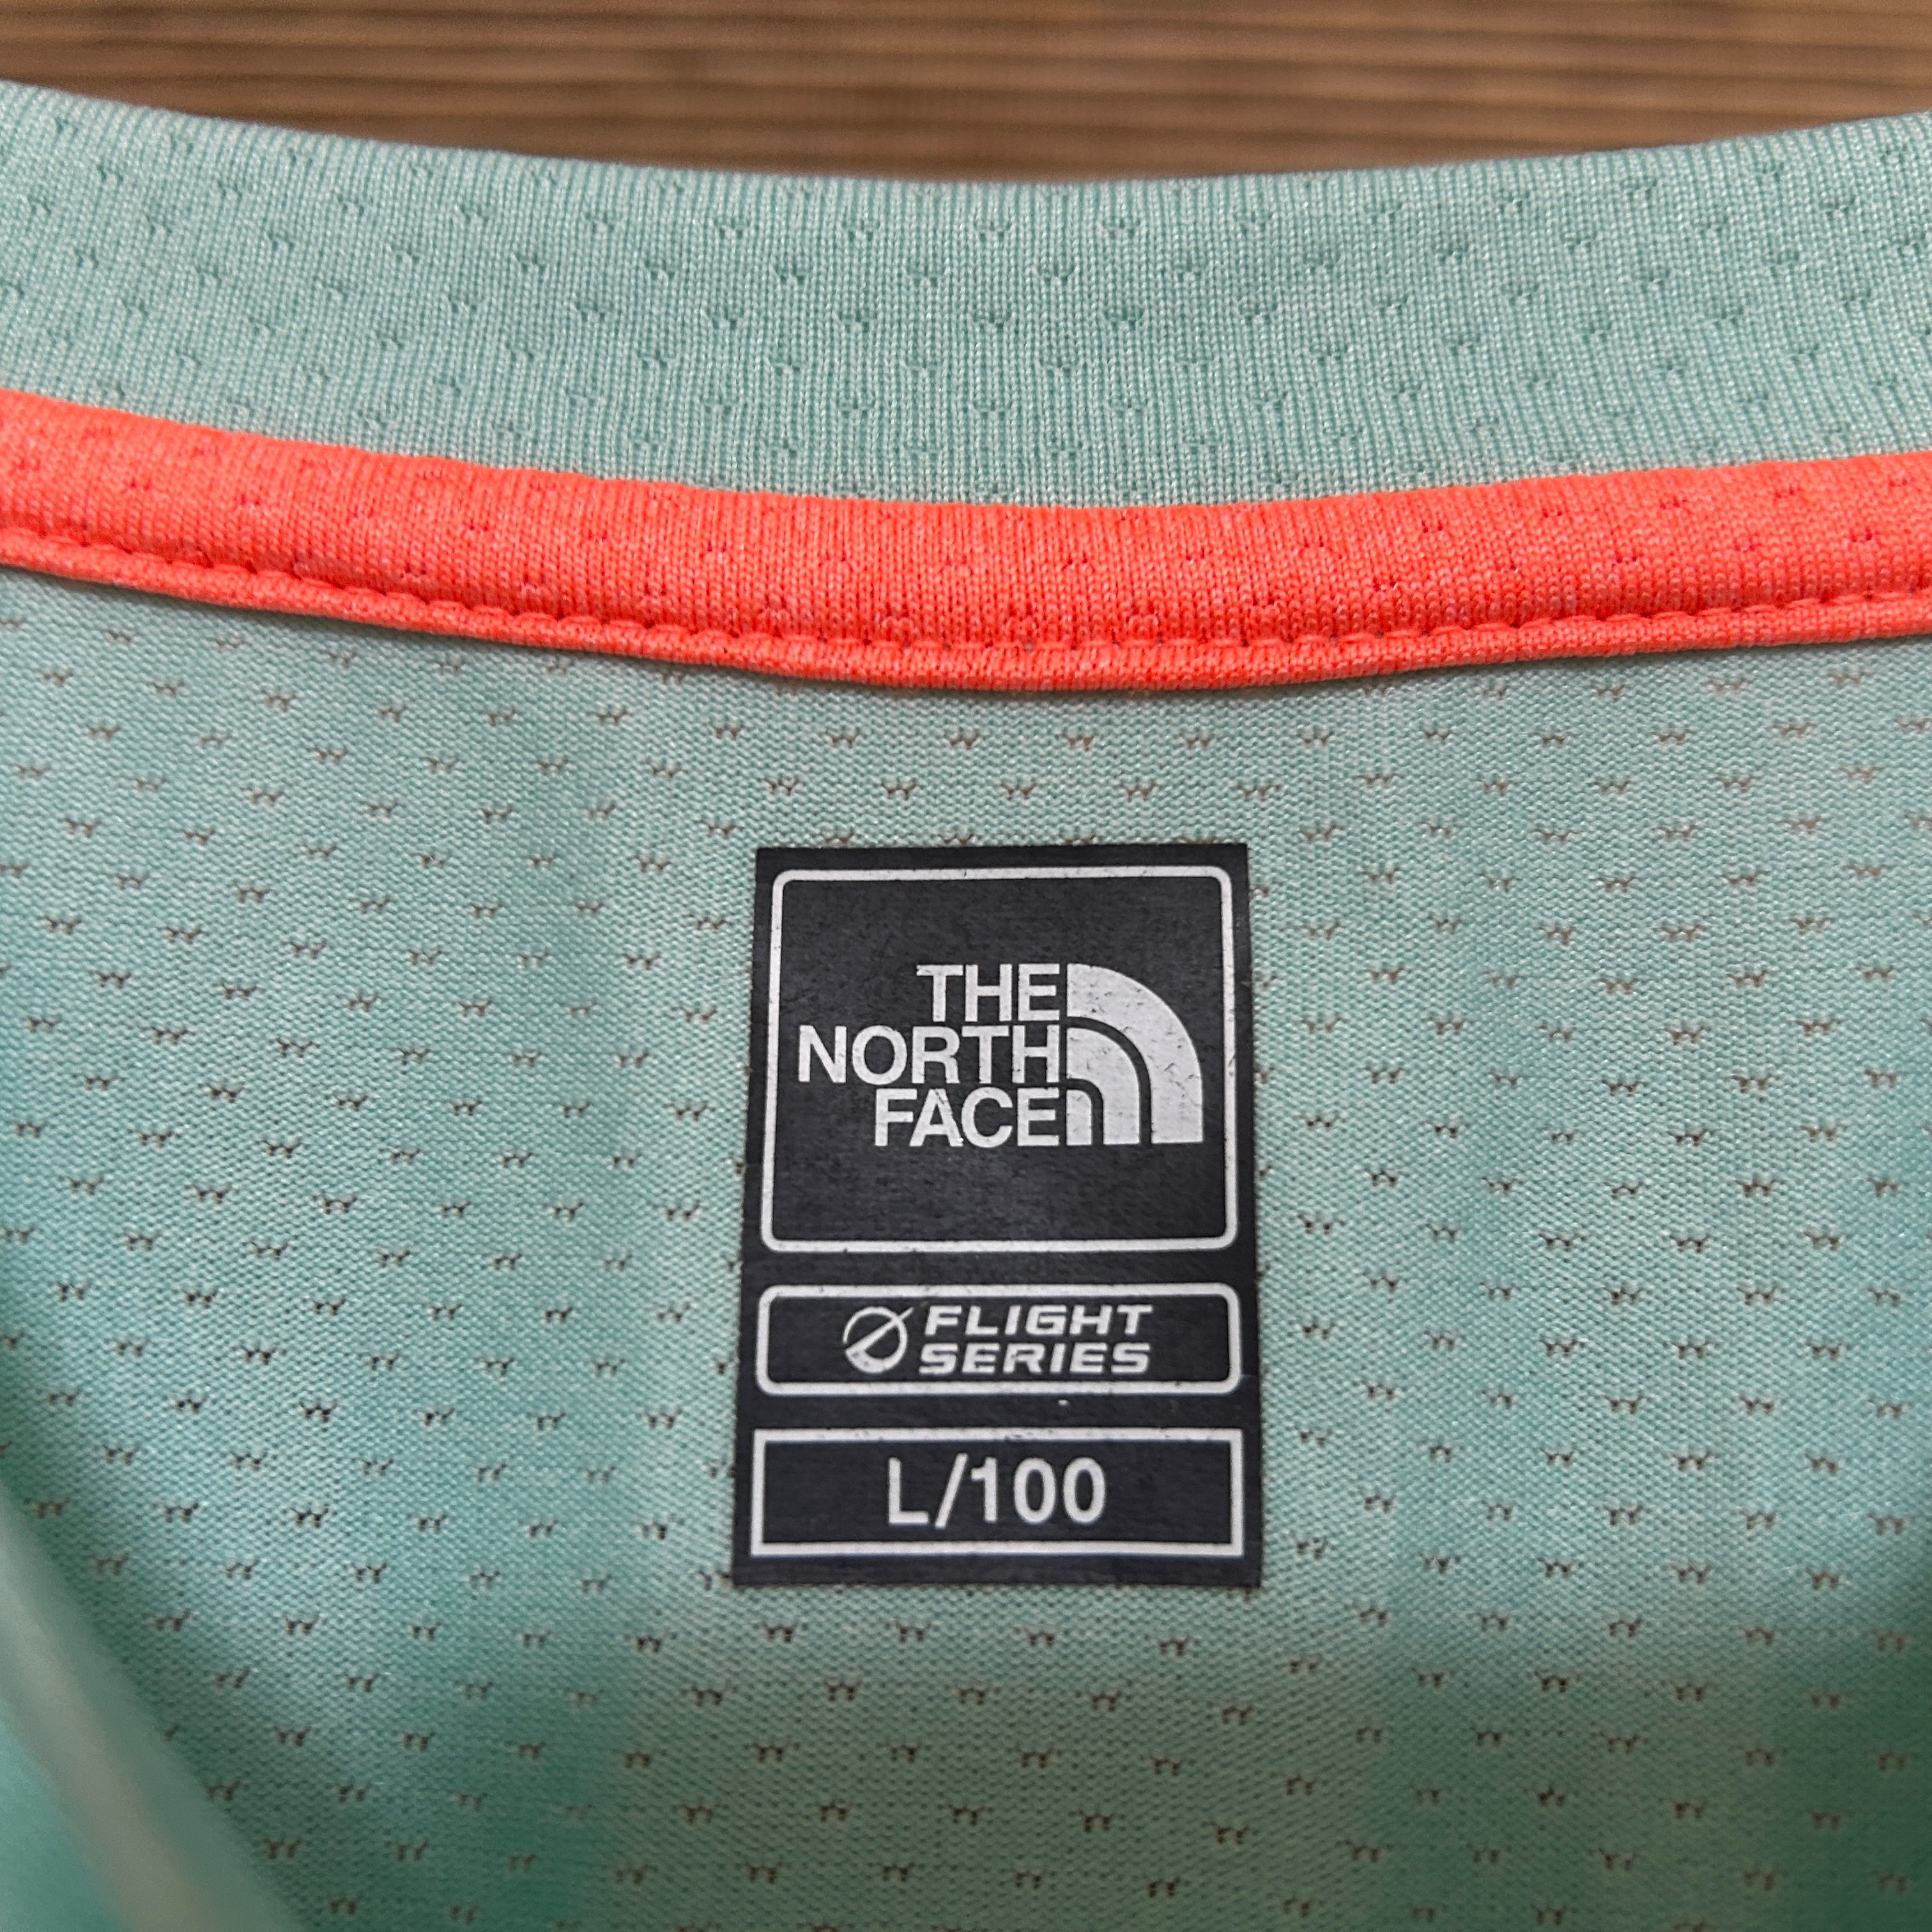 THE
NORTH
FACE
FLIGHT
SERIES
L/100